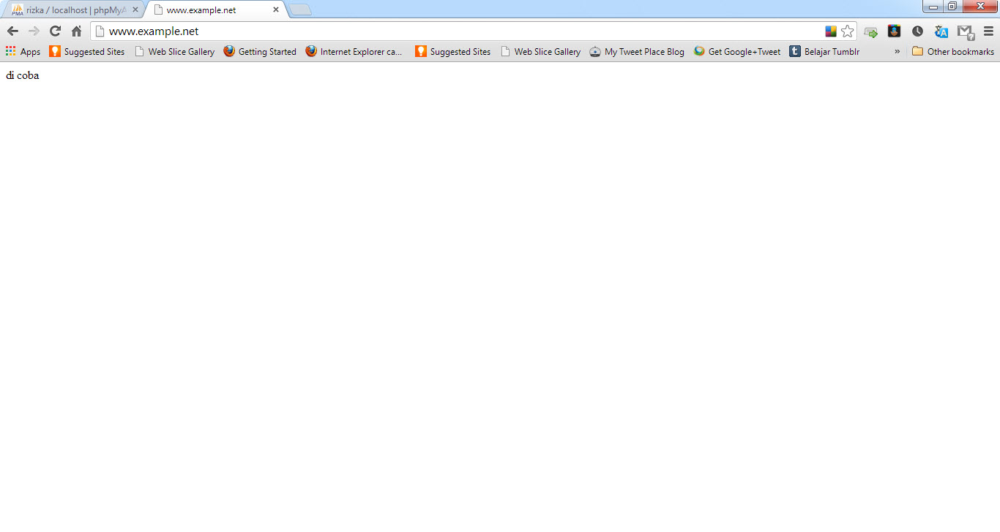 rizka / localhost | phpMyA
www.example.net
www.example.net
Apps Suggested Sites Web Slice Gallery Getting Started Internet Explorer ca... Suggested Sites Web Slice Gallery My Tweet Place Blog Get Google+Tweet Belajar Tumblr » Other bookmarks
di coba